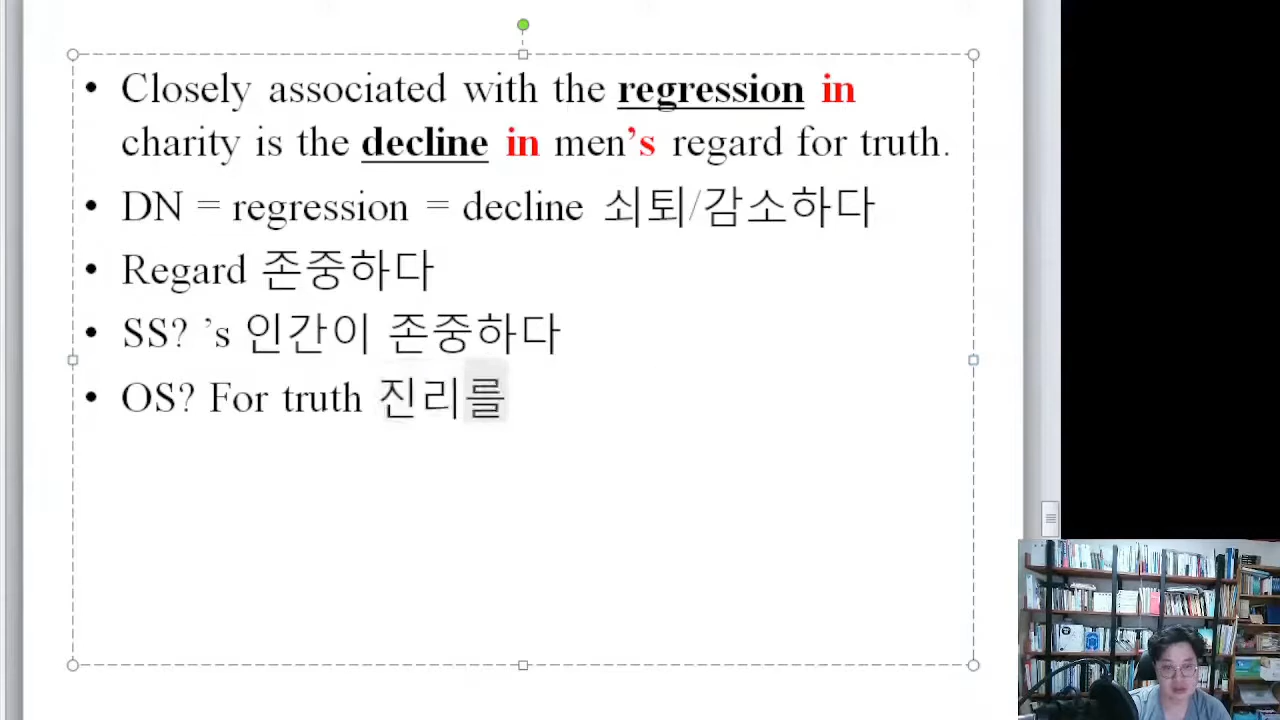 • Closely associated with the regression in
charity is the decline in men’s regard for truth.
• DN = regression = decline 쇠퇴/감소하다
• Regard 존중하다
• SS? ’s 인간이 존중하다
• OS? For truth 진리를